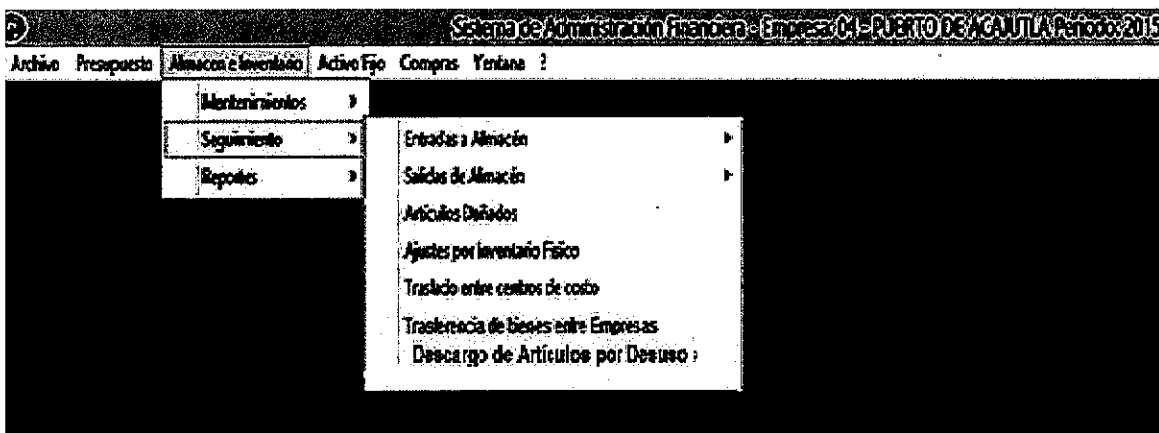 Sistema de Administración Financiera - Empresa: 04 - PUERTO DE ACAJUTLA Periodo: 2015
Archivo Presupuesto Almacen e Inventario Activo Fijo Compras Ventana ?
Mantenimientos
Seguimiento
Reportes
Entradas a Almacén
Salidas de Almacén
Artículos Dañados
Ajustes por Inventario Físico
Traslado entre centros de costo
Trasferencia de bienes entre Empresas
Descargo de Artículos por Desuso